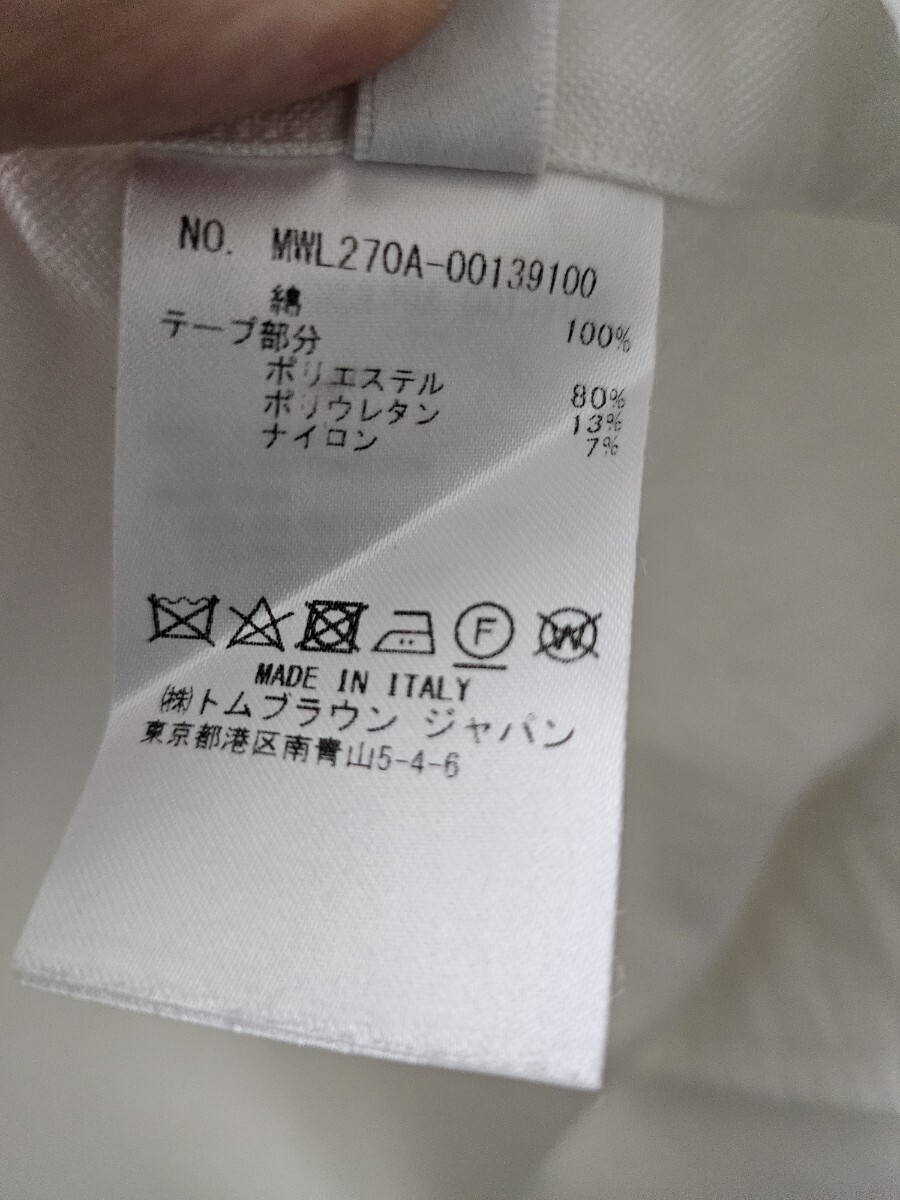 NO. MWL270A-00139100
綿 100%
テープ部分
ポリエステル 80%
ポリウレタン 13%
ナイロン 7%
F W
MADE IN ITALY
㈱トムブラウン ジャパン
東京都港区南青山5-4-6